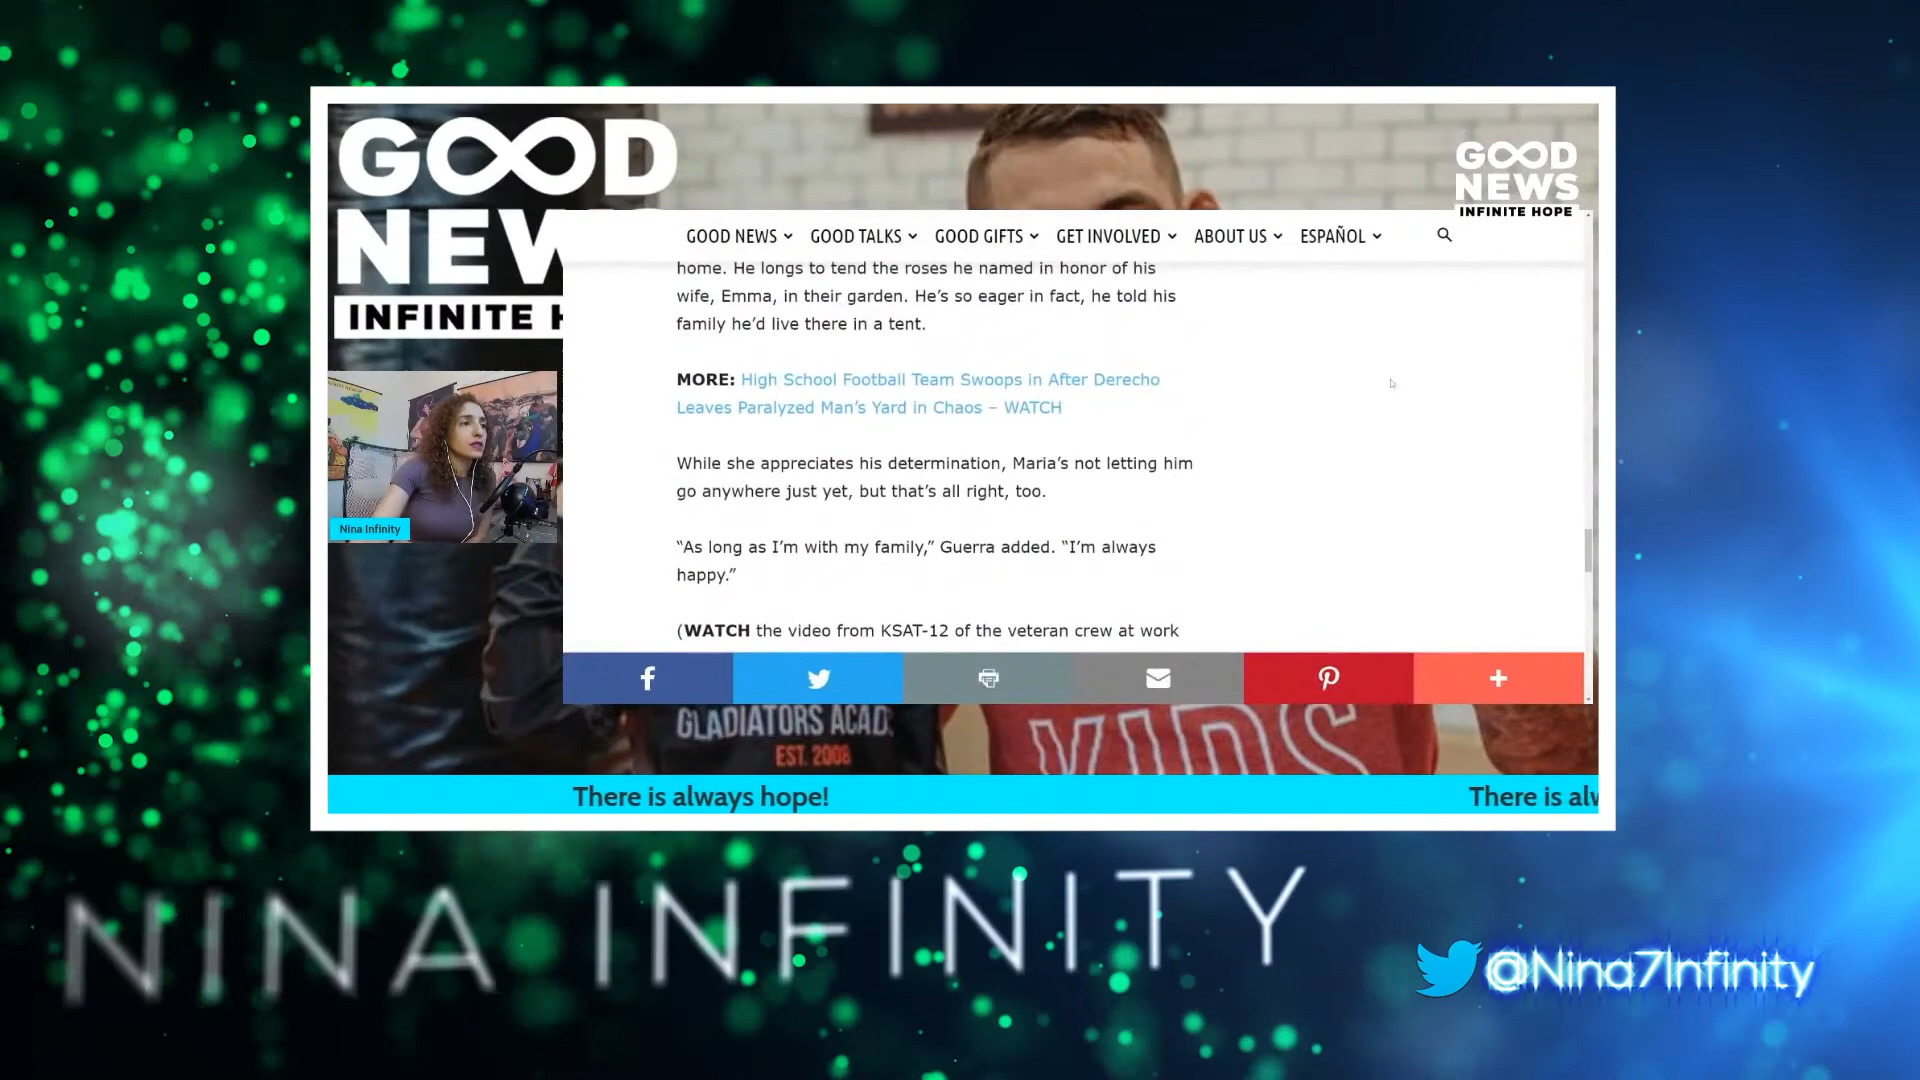 GOOD
NEWS
INFINITE H
GOOD
NEWS
INFINITE HOPE
GOOD NEWS GOOD TALKS GOOD GIFTS GET INVOLVED ABOUT US ESPAÑOL
home. He longs to tend the roses he named in honor of his
wife, Emma, in their garden. He’s so eager in fact, he told his
family he’d live there in a tent.
MORE: High School Football Team Swoops in After Derecho
Leaves Paralyzed Man’s Yard in Chaos – WATCH
While she appreciates his determination, Maria’s not letting him
go anywhere just yet, but that’s all right, too.
“As long as I’m with my family,” Guerra added. “I’m always
happy.”
(WATCH the video from KSAT-12 of the veteran crew at work
Nina Infinity
GLADIATORS ACAD.
EST. 2008
KIDS
There is always hope!
There is alw
NINA INFINITY
@Nina7Infinity